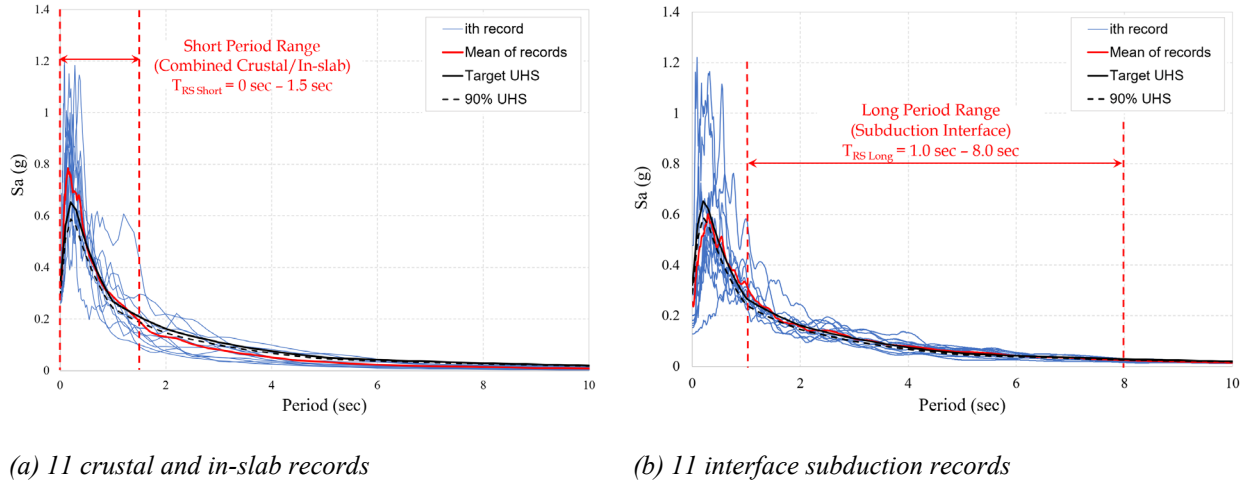 1.4
1.2
1
0.8
0.6
0.4
0.2
0
Sa (g)
0
2
4
6
8
10
Period (sec)
Short Period Range
(Combined Crustal/In-slab)
TRS Short = 0 sec – 1.5 sec
ith record
Mean of records
Target UHS
90% UHS
(a) 11 crustal and in-slab records
1.4
1.2
1
0.8
0.6
0.4
0.2
0
Sa (g)
0
2
4
6
8
10
Period (sec)
Long Period Range
(Subduction Interface)
TRS Long = 1.0 sec – 8.0 sec
ith record
Mean of records
Target UHS
90% UHS
(b) 11 interface subduction records